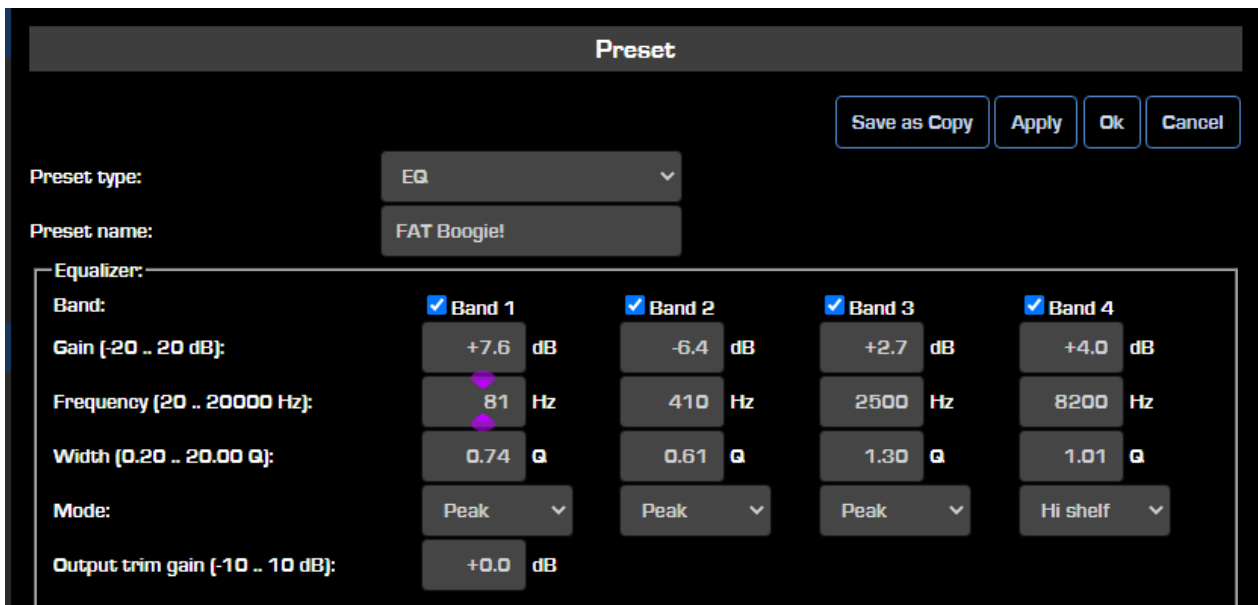 Preset
Save as Copy Apply Ok Cancel
Preset type: EQ
Preset name: FAT Boogie!
Equalizer:
Band: Band 1 Band 2 Band 3 Band 4
Gain (-20 .. 20 dB): +7.6 dB -6.4 dB +2.7 dB +4.0 dB
Frequency (20 .. 20000 Hz): 81 Hz 410 Hz 2500 Hz 8200 Hz
Width (0.20 .. 20.00 Q): 0.74 Q 0.61 Q 1.30 Q 1.01 Q
Mode: Peak Peak Peak Hi shelf
Output trim gain (-10 .. 10 dB): +0.0 dB